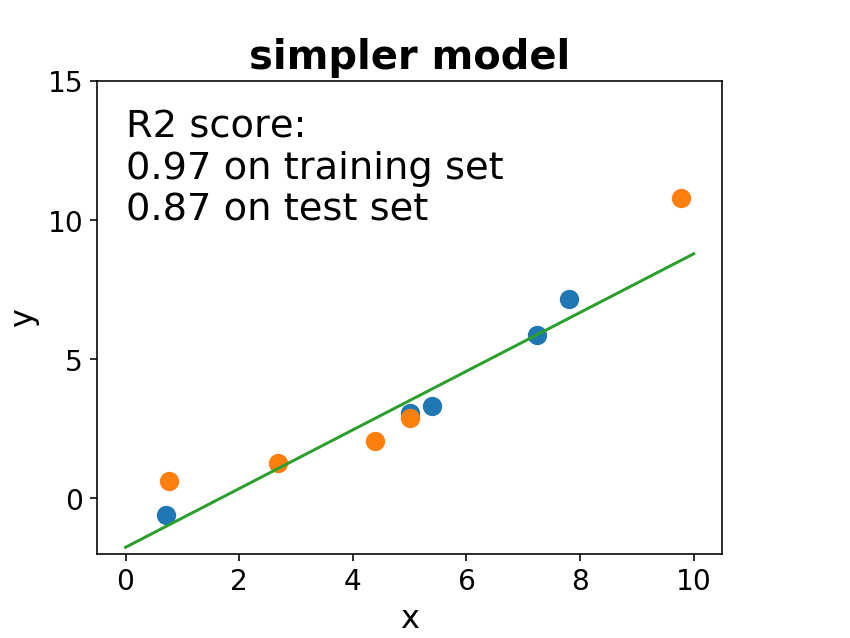 simpler model
R2 score:
0.97 on training set
0.87 on test set
15
10
5
0
y
0 2 4 6 8 10
x